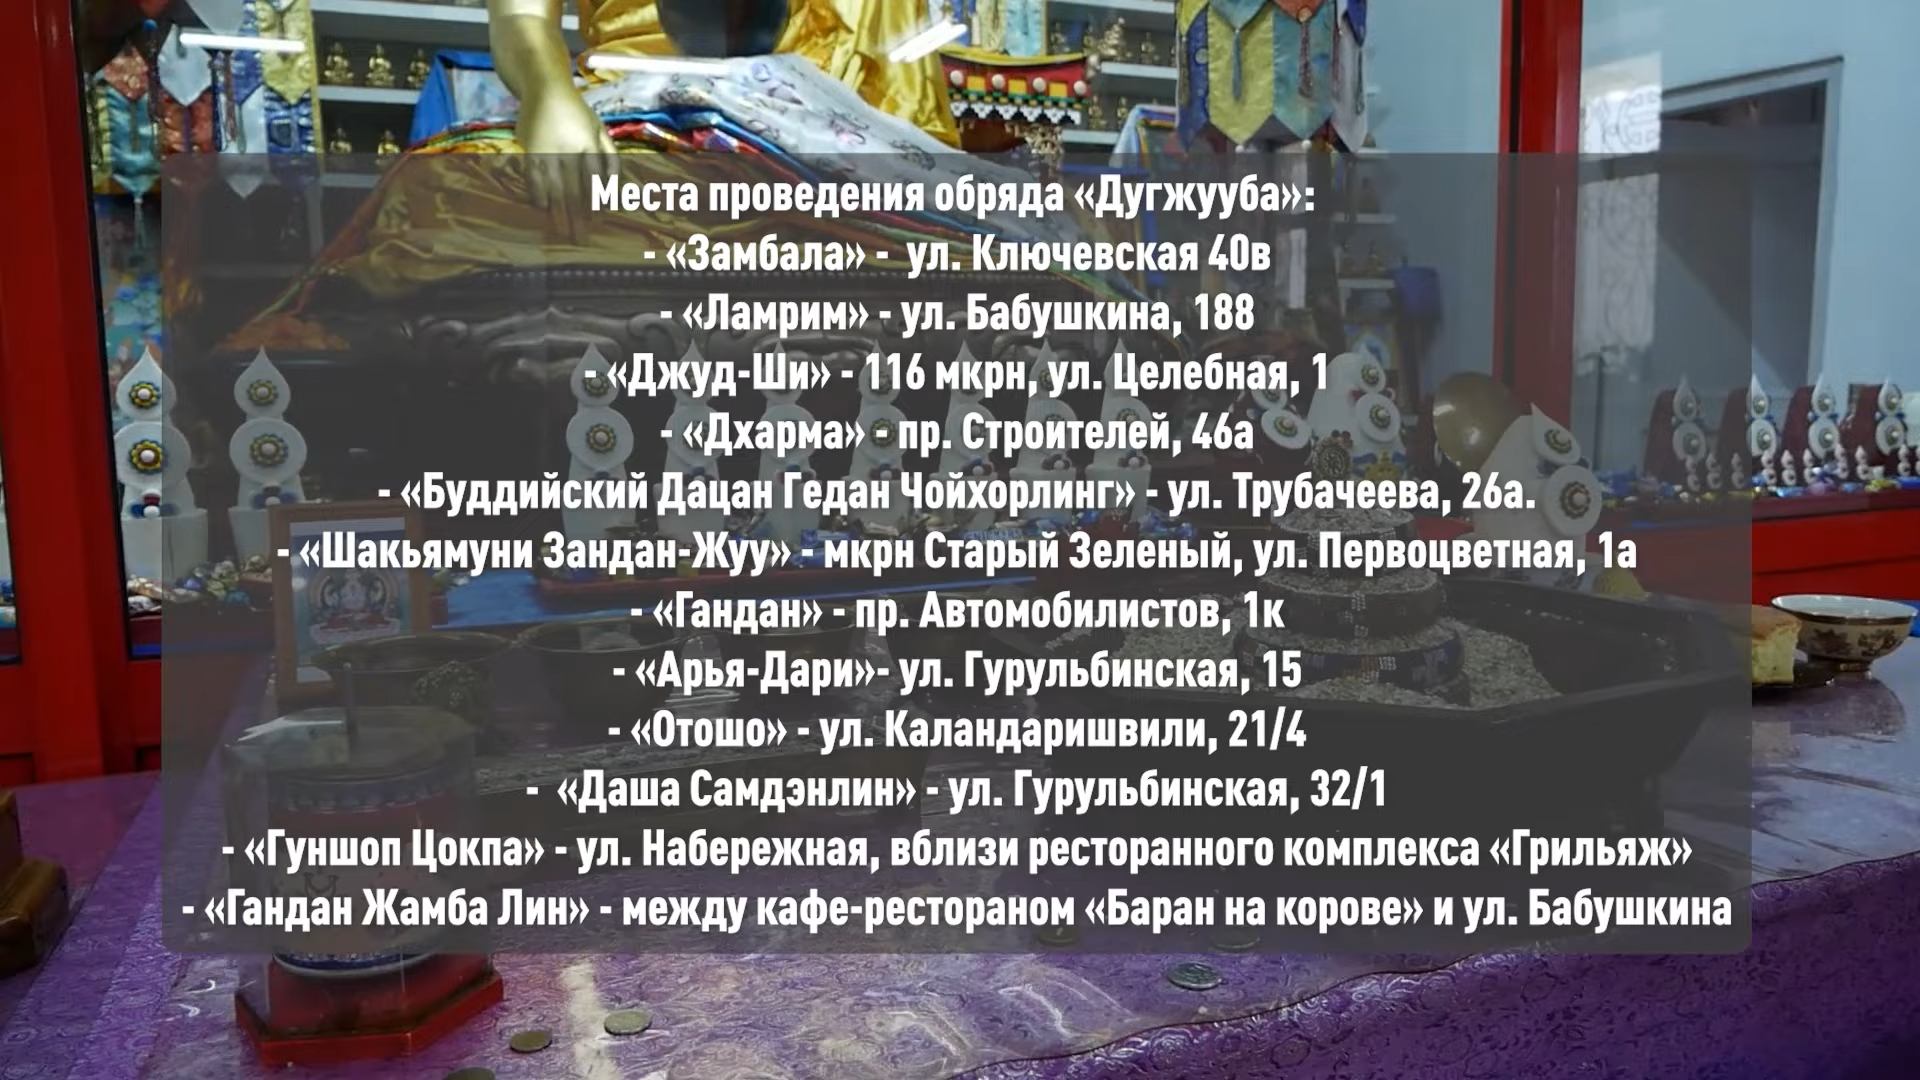 Места проведения обряда «Дугжууба»:
- «Замбала» - ул. Ключевская 40в
- «Ламрим» - ул. Бабушкина, 188
- «Джуд-Ши» - 116 мкрн, ул. Целебная, 1
- «Дхарма» - пр. Строителей, 46а
- «Буддийский Дацан Гедан Чойхорлинг» - ул. Трубачеева, 26а.
- «Шакьямуни Зандан-Жуу» - мкрн Старый Зеленый, ул. Первоцветная, 1а
- «Гандан» - пр. Автомобилистов, 1к
- «Арья-Дари»- ул. Гурульбинская, 15
- «Отошо» - ул. Каландаришвили, 21/4
- «Даша Самдэнлин» - ул. Гурульбинская, 32/1
- «Гуншоп Цокпа» - ул. Набережная, вблизи ресторанного комплекса «Грильяж»
- «Гандан Жамба Лин» - между кафе-рестораном «Баран на корове» и ул. Бабушкина